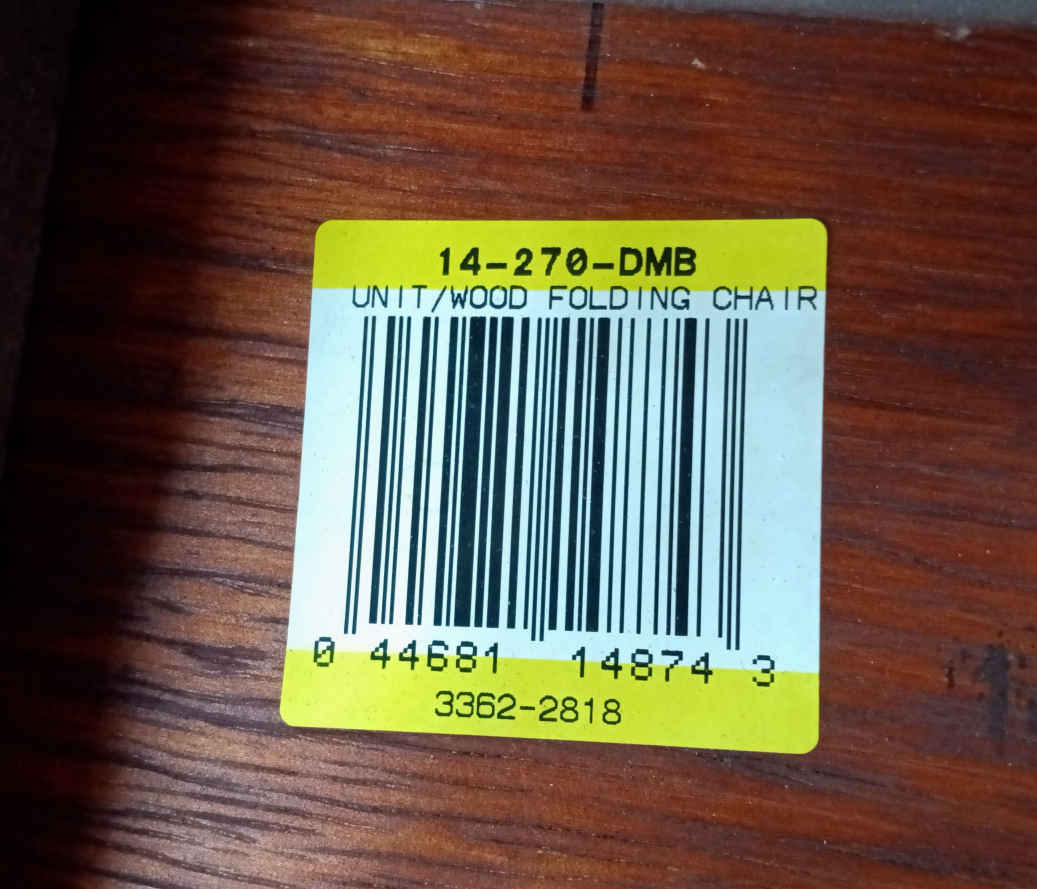 14-270-DMB
UNIT/WOOD FOLDING CHAIR
0 44681 14874 3
3362-2818